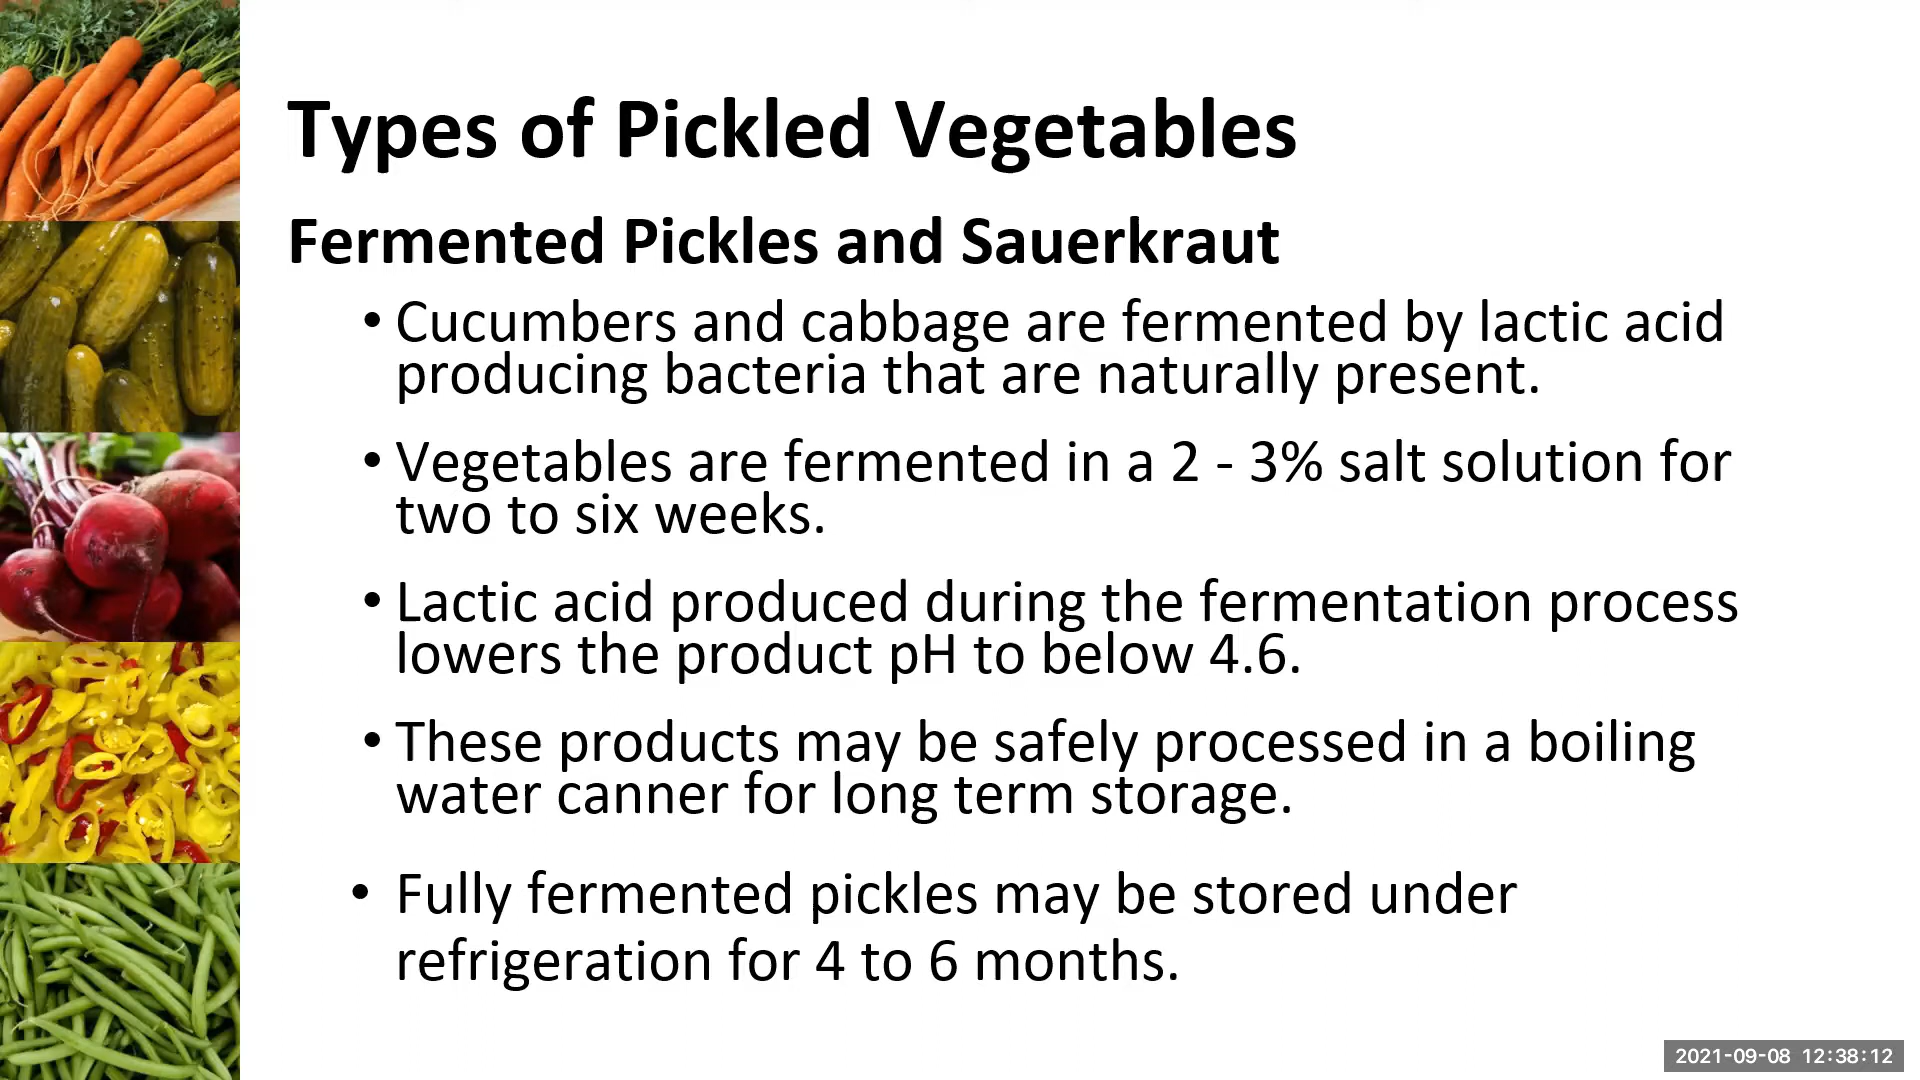 Types of Pickled Vegetables
Fermented Pickles and Sauerkraut
• Cucumbers and cabbage are fermented by lactic acid
producing bacteria that are naturally present.
• Vegetables are fermented in a 2 - 3% salt solution for
two to six weeks.
• Lactic acid produced during the fermentation process
lowers the product pH to below 4.6.
• These products may be safely processed in a boiling
water canner for long term storage.
• Fully fermented pickles may be stored under
refrigeration for 4 to 6 months.
2021-09-08 12:38:12